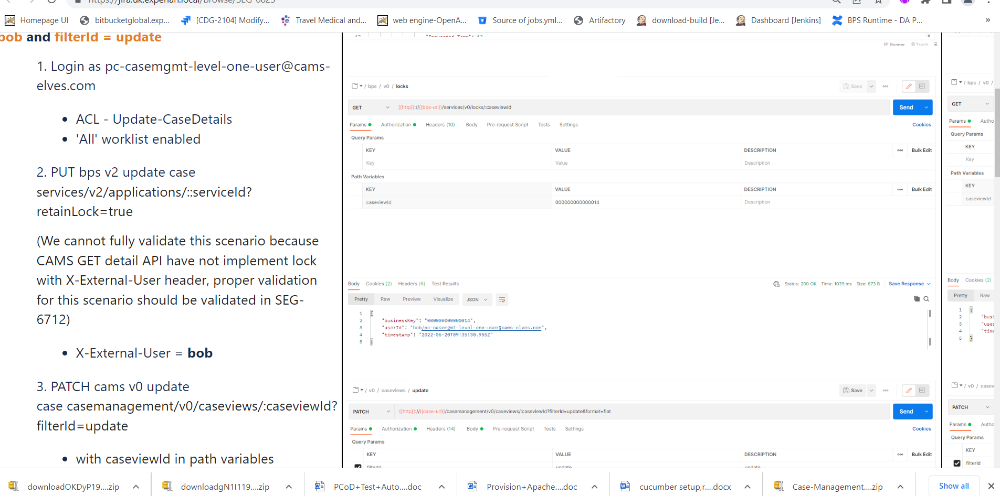 Homepage UI
bitbucketglobal.exp...
[CDG-2104] Modify...
Travel Medical and...
web engine-OpenA...
Source of jobs.yml...
Artifactory
download-build [Je...
Dashboard [Jenkins]
BPS Runtime - DA P...
»
bob and filterId = update
1. Login as pc-casemgmt-level-one-user@cams-
elves.com
• ACL - Update-CaseDetails
• 'All' worklist enabled
2. PUT bps v2 update case
services/v2/applications/::serviceId?
retainLock=true
(We cannot fully validate this scenario because
CAMS GET detail API have not implement lock
with X-External-User header, proper validation
for this scenario should be validated in SEG-
6712)
• X-External-User = bob
3. PATCH cams v0 update
case casemanagement/v0/caseviews/:caseviewId?
filterId=update
• with caseviewId in path variables
Runner Trash
/ bps / v0 / locks
Save
GET {{http}}://{{bps-url}}/services/v0/locks/:caseviewId
Send
Params Authorization Headers (10) Body Pre-request Script Tests Settings Cookies
Query Params
KEY VALUE DESCRIPTION Bulk Edit
Key Value Description
Path Variables
KEY VALUE DESCRIPTION Bulk Edit
caseviewId 000000000000014 Description
Body Cookies (2) Headers (6) Test Results Status: 200 OK Time: 1039 ms Size: 673 B Save Response
Pretty Raw Preview Visualize JSON
1 {
2 "businessKey": "000000000000014",
3 "userId": "bob/pc-casemgmt-level-one-user@cams-elves.com",
4 "timestamp": "2022-06-20T09:35:30.955Z"
5 }
/ v0 / caseviews / update
Save
PATCH {{http}}://{{case-url}}/casemanagement/v0/caseviews/:caseviewId?filterId=update&format=flat
Send
Params Authorization Headers (14) Body Pre-request Script Tests Settings Cookies
Query Params
KEY VALUE DESCRIPTION Bulk Edit
filterId update update
/ bps / v0 /
GET
Params Autho
Query Params
KEY
Key
Path Variables
KEY
caseviewId
Body Cookies (2)
Pretty Raw
1 {
2 "busi
3 "user
4 "time
5 }
/ v0 / casev
PATCH
Params Autho
Query Params
KEY
filterId
downloadOKDyP19....zip
downloadgN1I119....zip
PCoD+Test+Auto....doc
Provision+Apache....doc
cucumber setup,r....docx
Case-Management....zip
Show all